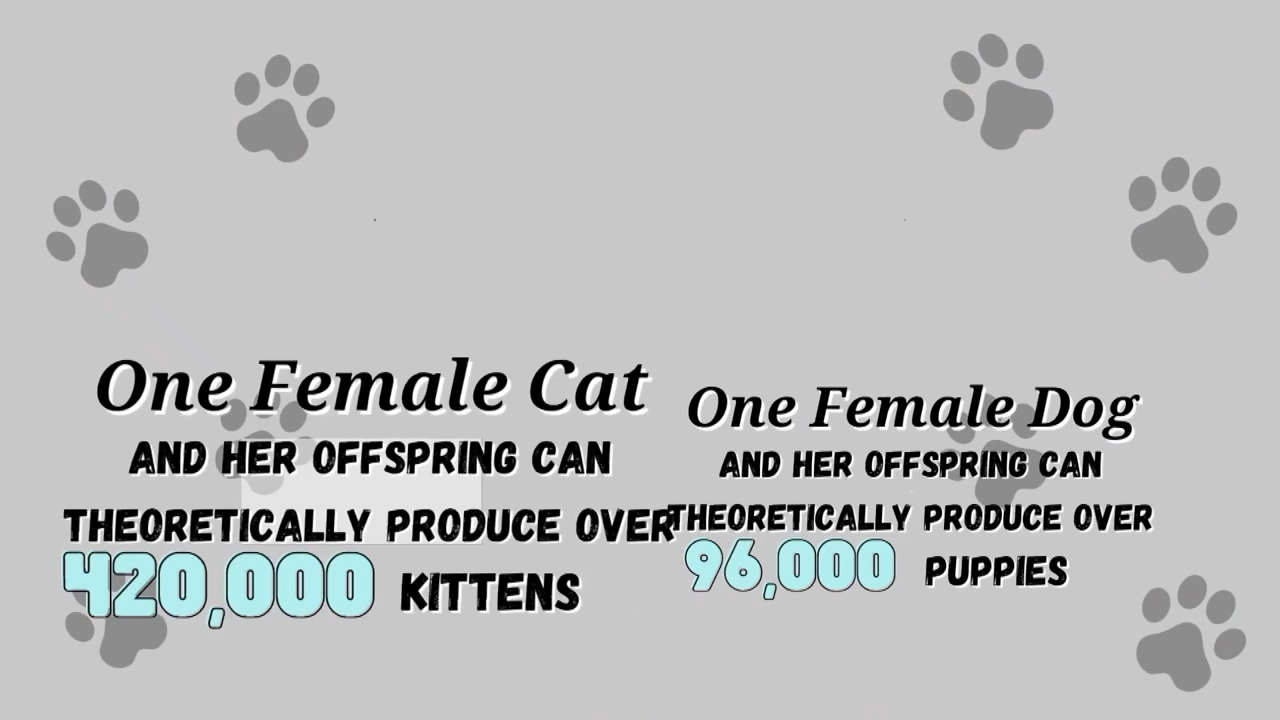 One Female Cat
AND HER OFFSPRING CAN
THEORETICALLY PRODUCE OVER
420,000 KITTENS
One Female Dog
AND HER OFFSPRING CAN
THEORETICALLY PRODUCE OVER
96,000 PUPPIES